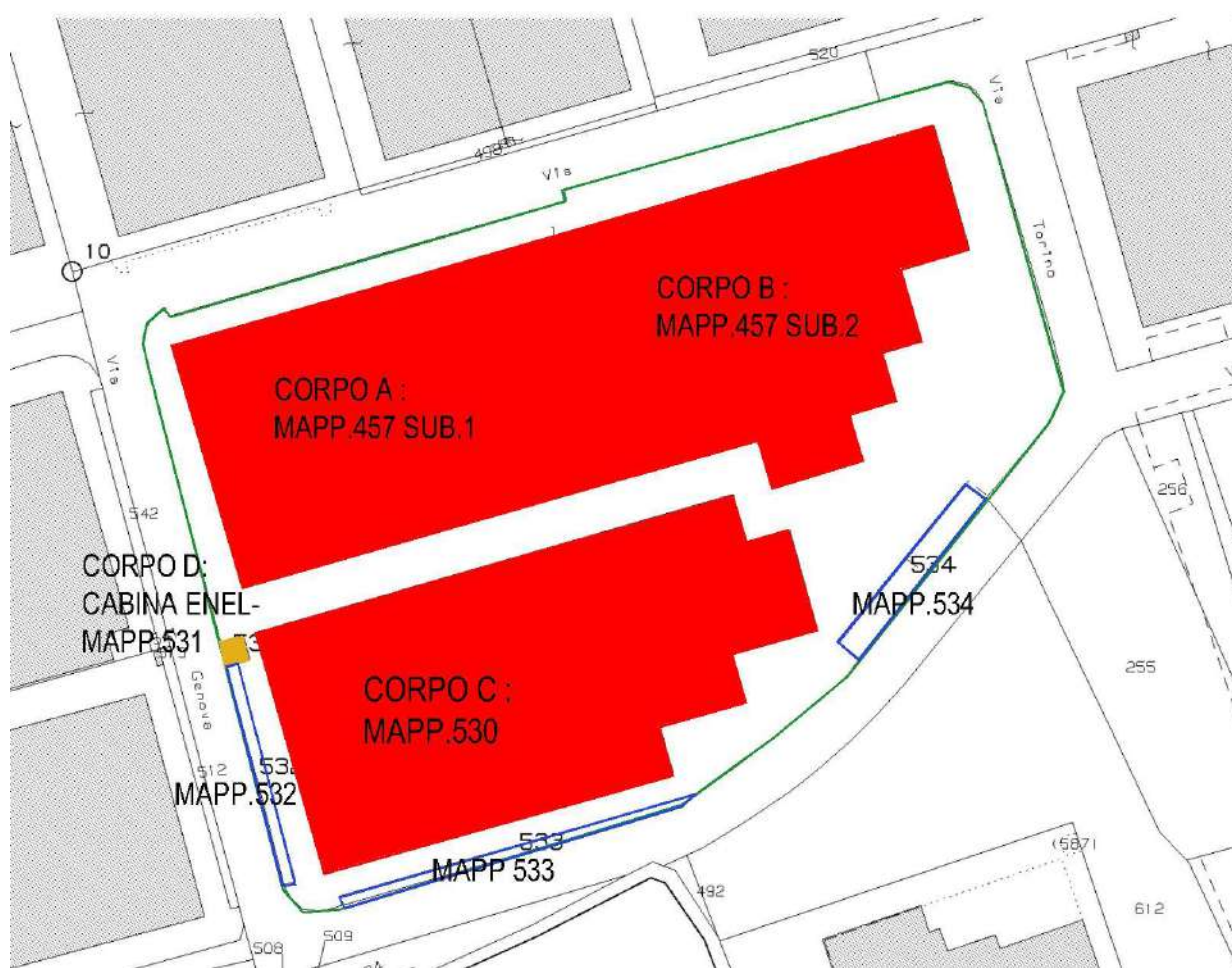 520
Via
498
Via
10
Torino
CORPO B :
MAPP.457 SUB.2
Via
CORPO A :
MAPP.457 SUB.1
256
542
534
CORPO D:
CABINA ENEL-
MAPP.531
MAPP.534
255
Genova
CORPO C :
MAPP.530
512
MAPP.532
533
MAPP 533
(587)
492
612
508
509